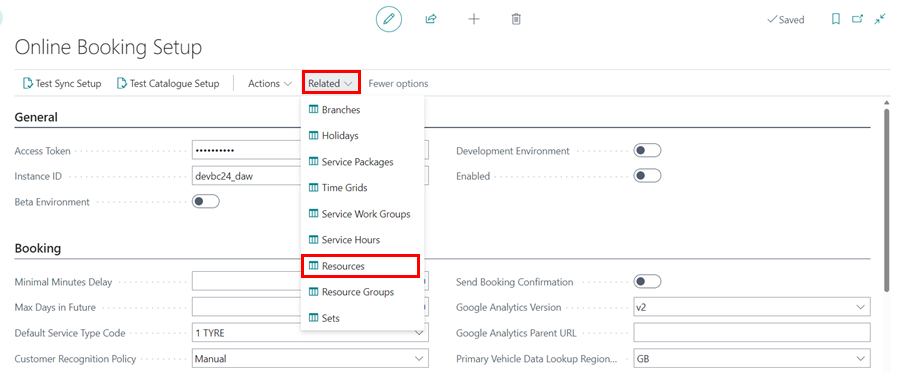 Saved
Online Booking Setup
Test Sync Setup Test Catalogue Setup Actions Related Fewer options
Branches
Holidays
Service Packages
Time Grids
Service Work Groups
Service Hours
Resources
Resource Groups
Sets
General
Access Token ••••••••••
Instance ID devbc24_daw
Beta Environment
Development Environment
Enabled
Booking
Minimal Minutes Delay
Max Days in Future
Default Service Type Code 1 TYRE
Customer Recognition Policy Manual
Send Booking Confirmation
Google Analytics Version v2
Google Analytics Parent URL
Primary Vehicle Data Lookup Region... GB